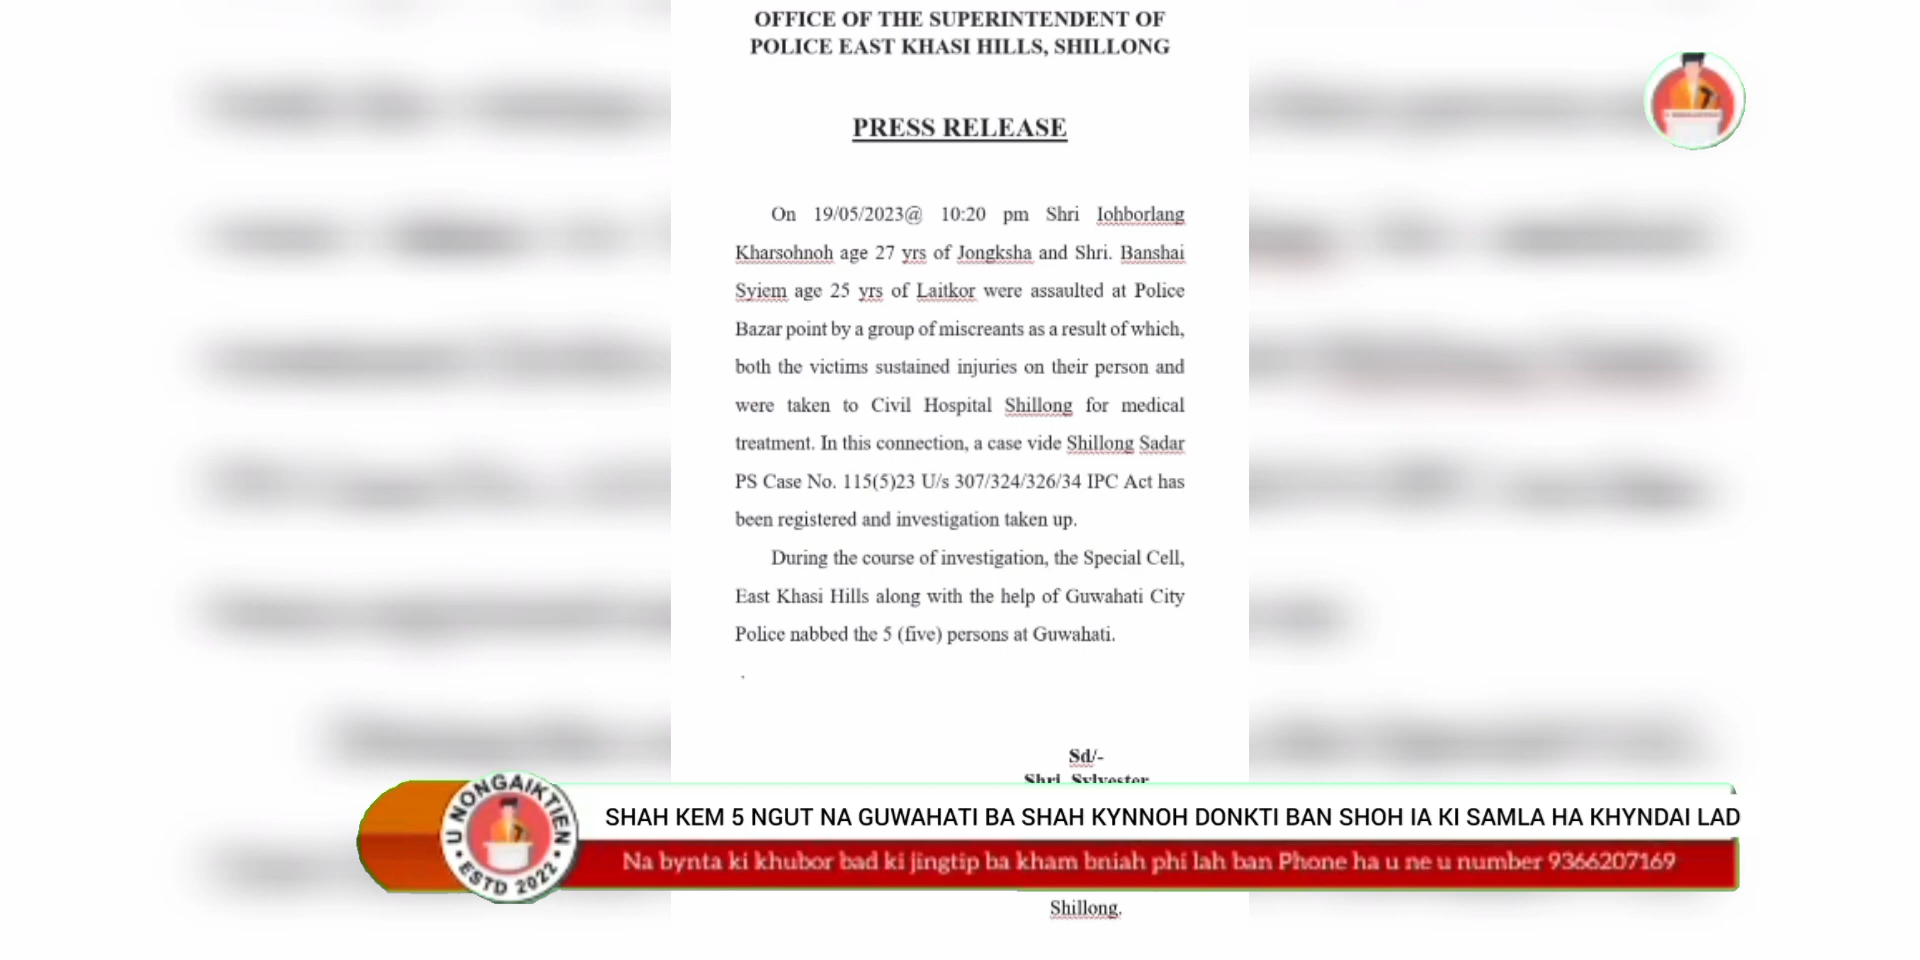 OFFICE OF THE SUPERINTENDENT OF
POLICE EAST KHASI HILLS, SHILLONG
PRESS RELEASE
On 19/05/2023@ 10:20 pm Shri Iohborlang
Kharsohnoh age 27 yrs of Jongksha and Shri. Banshai
Syiem age 25 yrs of Laitkor were assaulted at Police
Bazar point by a group of miscreants as a result of which,
both the victims sustained injuries on their person and
were taken to Civil Hospital Shillong for medical
treatment. In this connection, a case vide Shillong Sadar
PS Case No. 115(5)23 U/s 307/324/326/34 IPC Act has
been registered and investigation taken up.
During the course of investigation, the Special Cell,
East Khasi Hills along with the help of Guwahati City
Police nabbed the 5 (five) persons at Guwahati.
.
Sd/-
Shri. Sylvester
U NONGAIKTIEN
ESTD 2022
SHAH KEM 5 NGUT NA GUWAHATI BA SHAH KYNNOH DONKTI BAN SHOH IA KI SAMLA HA KHYNDAI LAD
Na bynta ki khubor bad ki jingtip ba kham bniah phi lah ban Phone ha u ne u number 9366207169
Shillong.